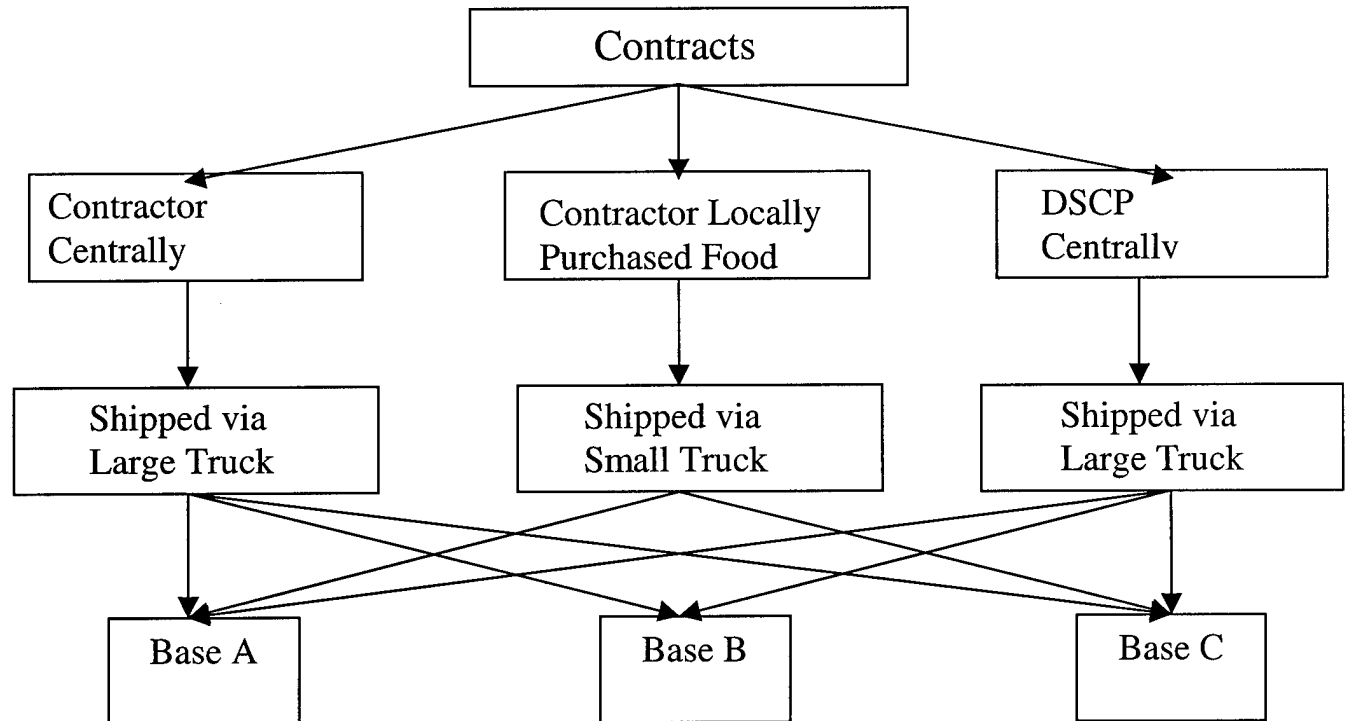 Contracts
Contractor
Centrally
Contractor Locally
Purchased Food
DSCP
Centrallv
Shipped via
Large Truck
Shipped via
Small Truck
Shipped via
Large Truck
Base A
Base B
Base C